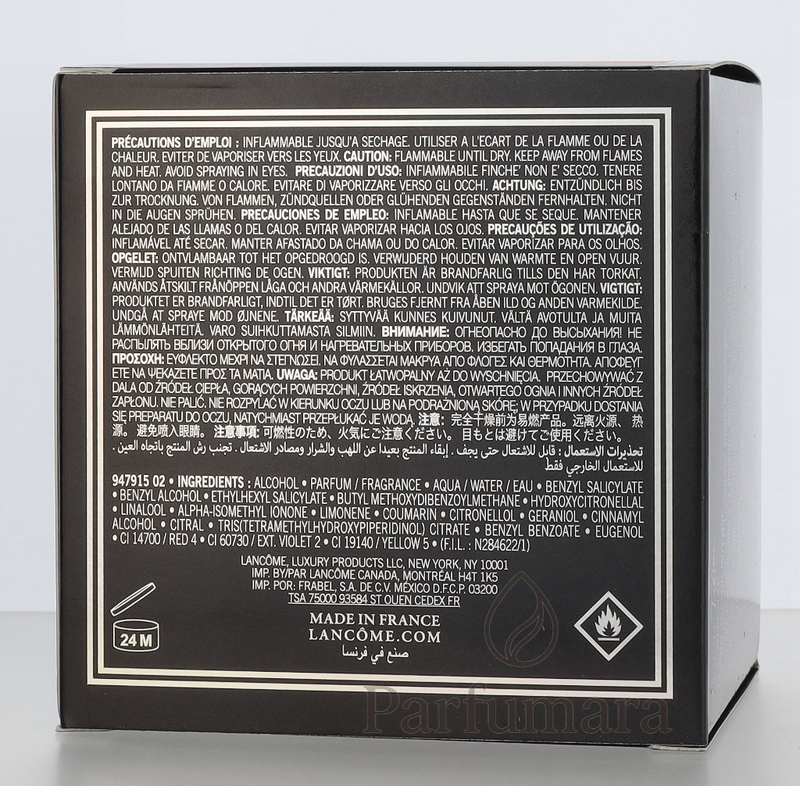 PRÉCAUTIONS D'EMPLOI : INFLAMMABLE JUSQU'A SECHAGE. UTILISER A L'ECART DE LA FLAMME OU DE LA
CHALEUR. EVITER DE VAPORISER VERS LES YEUX. CAUTION: FLAMMABLE UNTIL DRY. KEEP AWAY FROM FLAMES
AND HEAT. AVOID SPRAYING IN EYES. PRECAUZIONI D'USO: INFIAMMABILE FINCHE' NON E' SECCO. TENERE
LONTANO DA FIAMME O CALORE. EVITARE DI VAPORIZZARE VERSO GLI OCCHI. ACHTUNG: ENTZÜNDLICH BIS
ZUR TROCKNUNG. VON FLAMMEN, ZÜNDQUELLEN ODER GLÜHENDEN GEGENSTÄNDEN FERNHALTEN. NICHT
IN DIE AUGEN SPRÜHEN. PRECAUCIONES DE EMPLEO: INFLAMABLE HASTA QUE SE SEQUE. MANTENER
ALEJADO DE LAS LLAMAS O DEL CALOR. EVITAR VAPORIZAR HACIA LOS OJOS. PRECAUÇÕES DE UTILIZAÇÃO:
INFLAMÁVEL ATÉ SECAR. MANTER AFASTADO DA CHAMA OU DO CALOR. EVITAR VAPORIZAR PARA OS OLHOS.
OPGELET: ONTVLAMBAAR TOT HET OPGEDROOGD IS. VERWIJDERD HOUDEN VAN WARMTE EN OPEN VUUR.
VERMIJD SPUITEN RICHTING DE OGEN. VIKTIGT: PRODUKTEN ÄR BRANDFARLIG TILLS DEN HAR TORKAT.
ANVÄNDS ÅTSKILT FRÅNÖPPEN LÅGA OCH ANDRA VÄRMEKÄLLOR. UNDVIK ATT SPRAYA MOT ÖGONEN. VIGTIGT:
PRODUKTET ER BRANDFARLIGT, INDTIL DET ER TØRT. BRUGES FJERNT FRA ÅBEN ILD OG ANDEN VARMEKILDE.
UNDGÅ AT SPRAYE MOD ØJNENE. TÄRKEÄÄ: SYTTYVÄÄ KUNNES KUIVUNUT. VÄLTÄ AVOTULTA JA MUITA
LÄMMÖNLÄHTEITÄ. VARO SUIHKUTTAMASTA SILMIIN. ВНИМАНИЕ: ОГНЕОПАСНО ДО ВЫСЫХАНИЯ! НЕ
РАСПЫЛЯТЬ ВБЛИЗИ ОТКРЫТОГО ОГНЯ И НАГРЕВАТЕЛЬНЫХ ПРИБОРОВ. ИЗБЕГАТЬ ПОПАДАНИЯ В ГЛАЗА.
ΠΡΟΣΟΧΗ: ΕΥΦΛΕΚΤΟ ΜΕΧΡΙ ΝΑ ΣΤΕΓΝΩΣΕΙ. ΝΑ ΦΥΛΑΣΣΕΤΑΙ ΜΑΚΡΥΑ ΑΠΟ ΦΛΟΓΕΣ ΚΑΙ ΘΕΡΜΟΤΗΤΑ. ΑΠΟΦΕΥΓ
ΕΤΕ ΝΑ ΨΕΚΑΖΕΤΕ ΠΡΟΣ ΤΑ ΜΑΤΙΑ. UWAGA: PRODUKT ŁATWOPALNY AŻ DO WYSCHNIĘCIA. PRZECHOWYWAĆ Z
DALA OD ŹRÓDEŁ CIEPŁA, GORĄCYCH POWIERZCHNI, ŹRÓDEŁ ISKRZENIA, OTWARTEGO OGNIA I INNYCH ŹRÓDEŁ
ZAPŁONU. NIE PALIĆ. NIE ROZPYLAĆ W KIERUNKU OCZU LUB NA PODRAŻNIONĄ SKÓRĘ; W PRZYPADKU DOSTANIA
SIĘ PREPARATU DO OCZU, NATYCHMIAST PRZEPŁUKAĆ JE WODĄ. 注意: 完全干燥前为易燃产品。远离火源、热
源。避免喷入眼睛。注意事項: 可燃性のため、火気にご注意ください。目もとは避けてご使用ください。
تحذيرات الاستعمال : قابل للاشتعال حتى يجف . إبقاء المنتج بعيدا عن اللهب والشرار ومصادر الاشتعال . تجنب رش المنتج باتجاه العين .
للاستعمال الخارجي فقط
947915 02 • INGREDIENTS : ALCOHOL • PARFUM / FRAGRANCE • AQUA / WATER / EAU • BENZYL SALICYLATE
• BENZYL ALCOHOL • ETHYLHEXYL SALICYLATE • BUTYL METHOXYDIBENZOYLMETHANE • HYDROXYCITRONELLAL
• LINALOOL • ALPHA-ISOMETHYL IONONE • LIMONENE • COUMARIN • CITRONELLOL • GERANIOL • CINNAMYL
ALCOHOL • CITRAL • TRIS(TETRAMETHYLHYDROXYPIPERIDINOL) CITRATE • BENZYL BENZOATE • EUGENOL
• CI 14700 / RED 4 • CI 60730 / EXT. VIOLET 2 • CI 19140 / YELLOW 5 • (F.I.L. : N284622/1)
LANCÔME, LUXURY PRODUCTS LLC, NEW YORK, NY 10001
IMP. BY/PAR LANCÔME CANADA, MONTRÉAL H4T 1K5
IMP. POR: FRABEL, S.A. DE C.V. MÉXICO D.F.C.P. 03200
TSA 75000 93584 ST OUEN CEDEX FR
MADE IN FRANCE
LANCÔME.COM
صنع في فرنسا
24 M
Parfumara